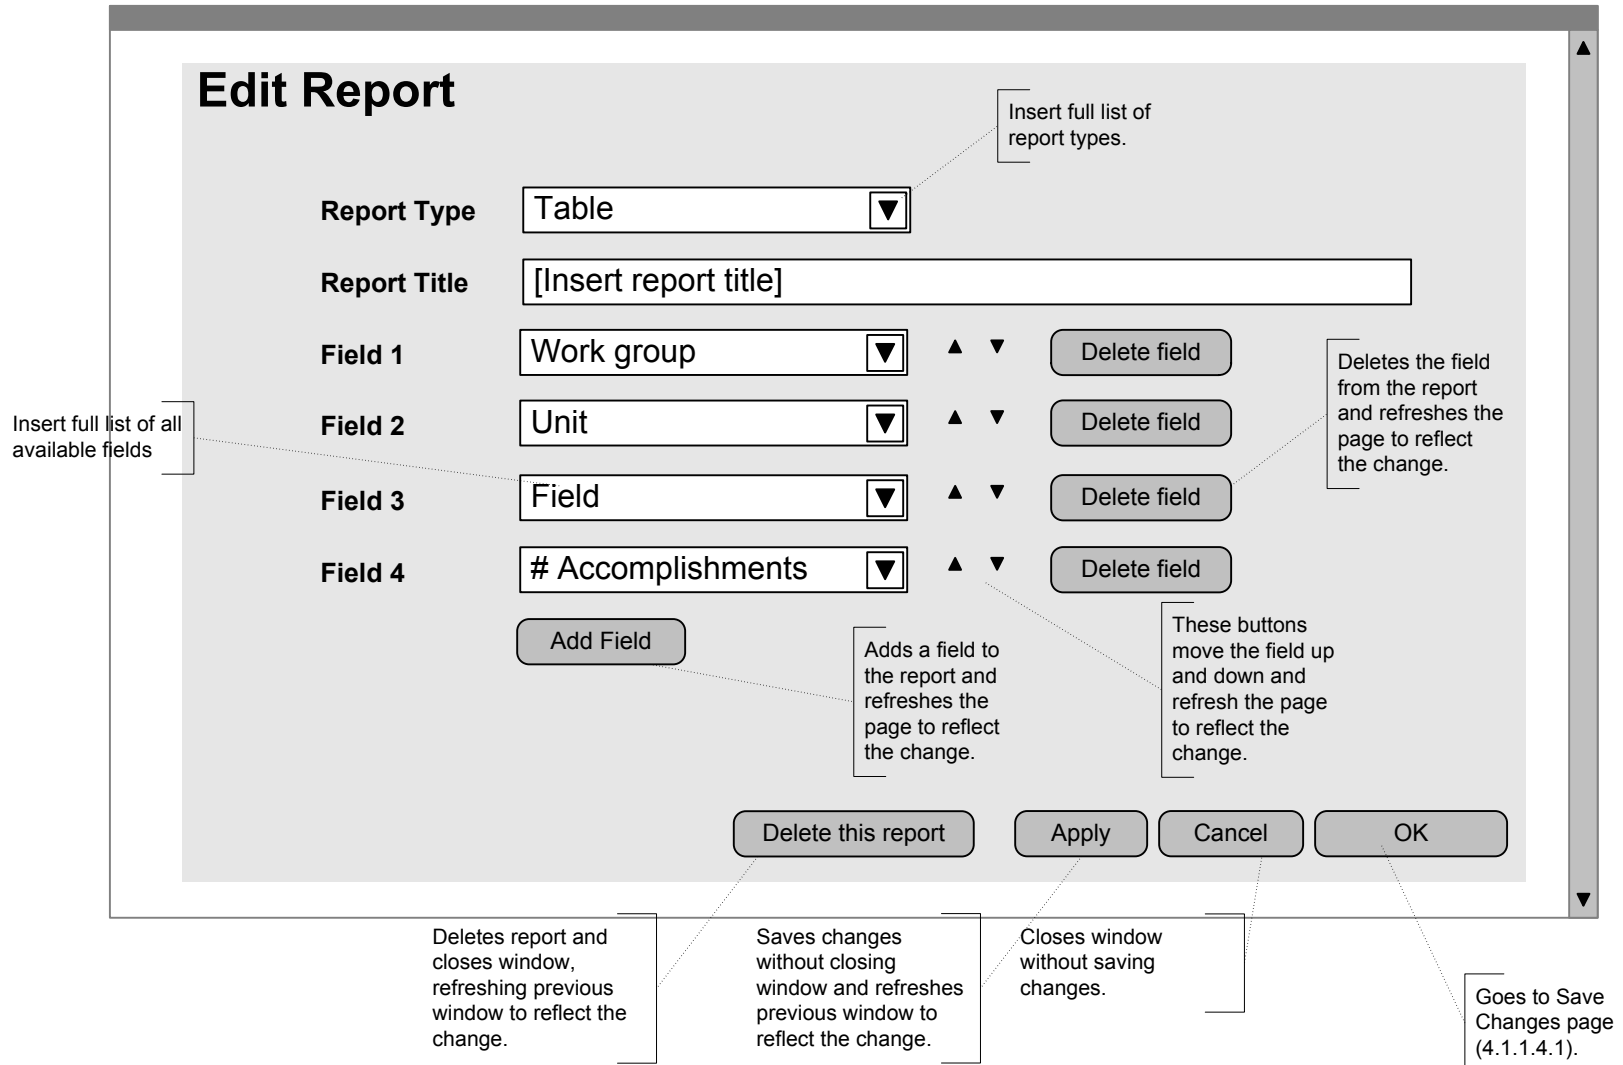 Edit Report
Insert full list of
report types.
Report Type
Table
Report Title
[Insert report title]
Field 1
Work group
Delete field
Deletes the field
from the report
and refreshes the
page to reflect
the change.
Insert full list of all
available fields
Field 2
Unit
Delete field
Field 3
Field
Delete field
Field 4
# Accomplishments
Delete field
Add Field
Adds a field to
the report and
refreshes the
page to reflect
the change.
These buttons
move the field up
and down and
refresh the page
to reflect the
change.
Delete this report
Apply
Cancel
OK
Deletes report and
closes window,
refreshing previous
window to reflect the
change.
Saves changes
without closing
window and refreshes
previous window to
reflect the change.
Closes window
without saving
changes.
Goes to Save
Changes page
(4.1.1.4.1).